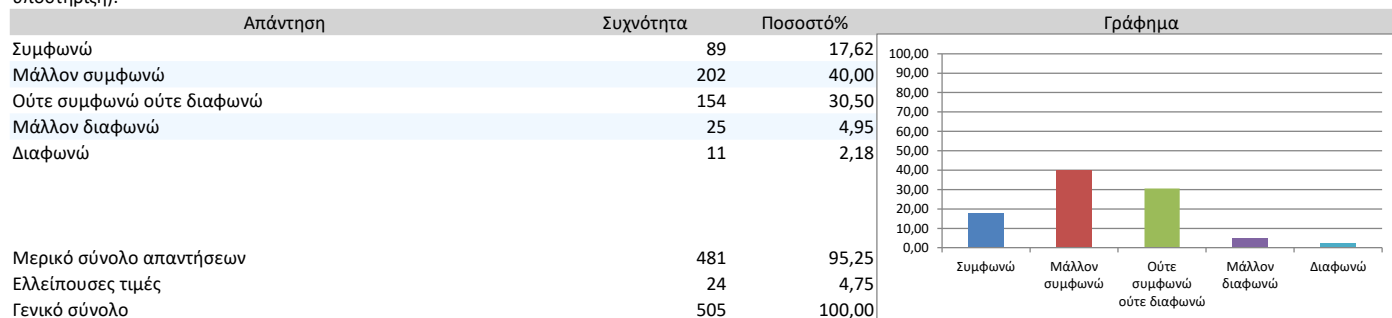 υποστήριξη).
Απάντηση Συχνότητα Ποσοστό% Γράφημα
Συμφωνώ 89 17,62
Μάλλον συμφωνώ 202 40,00
Ούτε συμφωνώ ούτε διαφωνώ 154 30,50
Μάλλον διαφωνώ 25 4,95
Διαφωνώ 11 2,18
Μερικό σύνολο απαντήσεων 481 95,25
Ελλείπουσες τιμές 24 4,75
Γενικό σύνολο 505 100,00
100,00
90,00
80,00
70,00
60,00
50,00
40,00
30,00
20,00
10,00
0,00
Συμφωνώ Μάλλον Ούτε Μάλλον Διαφωνώ
συμφωνώ συμφωνώ διαφωνώ
ούτε διαφωνώ